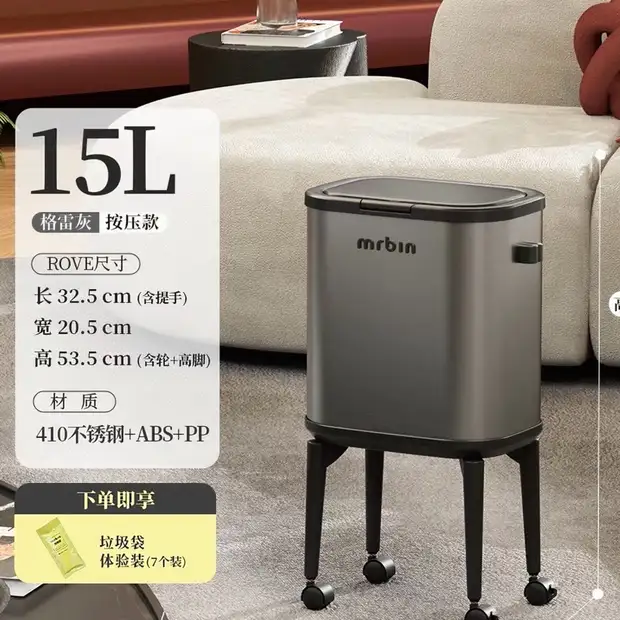 15L
格雷灰 按压款
ROVE尺寸
长 32.5 cm (含提手)
宽 20.5 cm
高 53.5 cm (含轮+高脚)
材 质
410不锈钢+ABS+PP
下单即享
垃圾袋
体验装(7个装)
mrbin
高